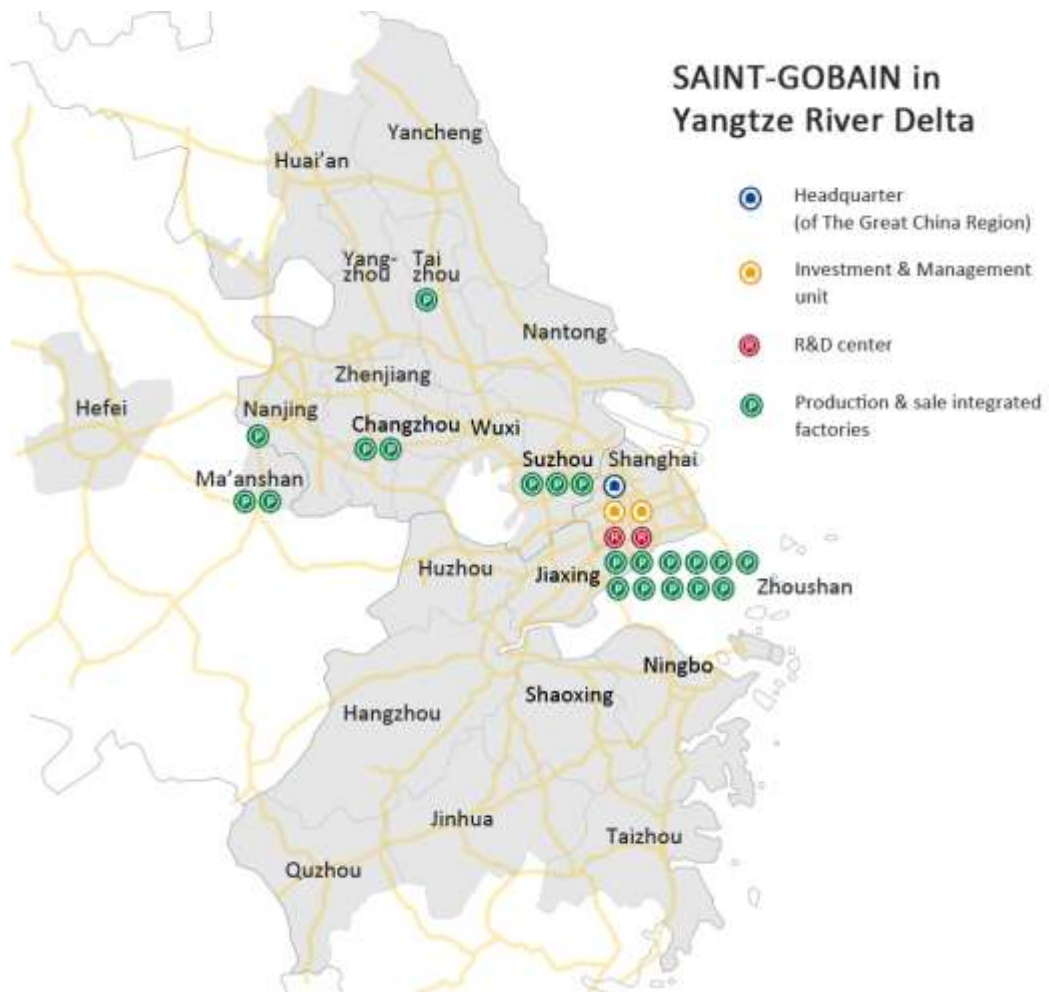 SAINT-GOBAIN in
Yangtze River Delta
Headquarter
(of The Great China Region)
Investment & Management
unit
R
R&D center
P
Production & sale integrated
factories
Yancheng
Huai'an
Yang-
zhou
Tai
zhou
P
Nantong
Zhenjiang
Hefei
Nanjing
P
Changzhou
P P
Wuxi
Ma'anshan
P P
Suzhou
P P P
Shanghai
R R
P P P P P P
P P P P P
Huzhou
Jiaxing
Zhoushan
Ningbo
Shaoxing
Hangzhou
Jinhua
Taizhou
Quzhou